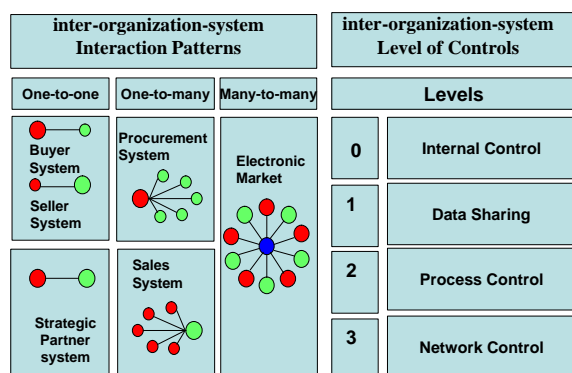 inter-organization-system
Interaction Patterns
One-to-one
One-to-many
Many-to-many
Buyer
System
Seller
System
Procurement
System
Electronic
Market
Strategic
Partner
system
Sales
System
inter-organization-system
Level of Controls
Levels
0
Internal Control
1
Data Sharing
2
Process Control
3
Network Control